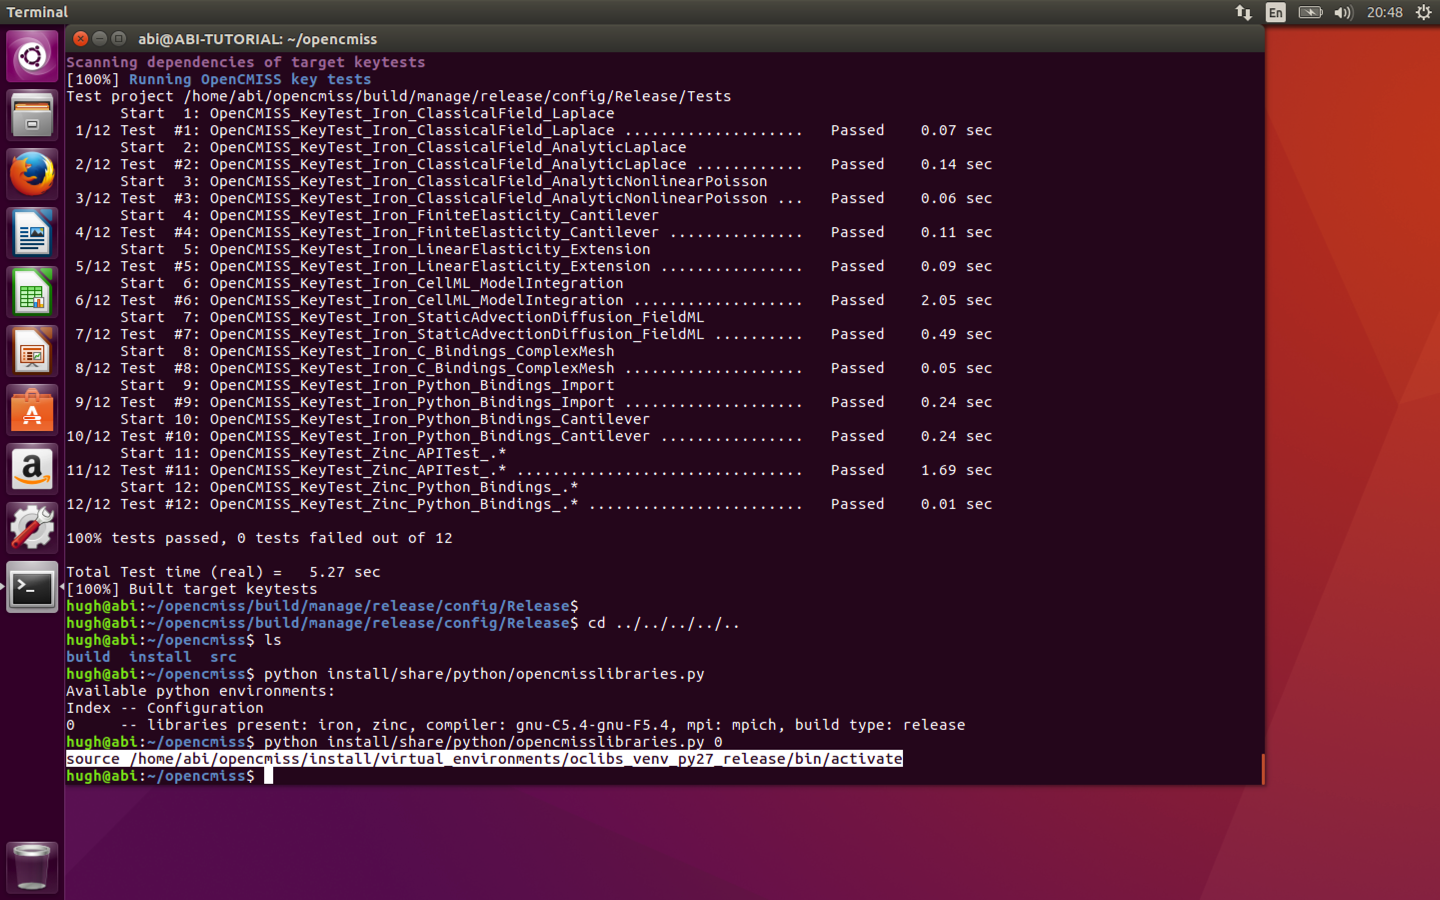 Terminal
En
20:48
abi@ABI-TUTORIAL: ~/opencmiss
Scanning dependencies of target keytests
[100%] Running OpenCMISS key tests
Test project /home/abi/opencmiss/build/manage/release/config/Release/Tests
      Start  1: OpenCMISS_KeyTest_Iron_ClassicalField_Laplace
 1/12 Test  #1: OpenCMISS_KeyTest_Iron_ClassicalField_Laplace ....................   Passed    0.07 sec
      Start  2: OpenCMISS_KeyTest_Iron_ClassicalField_AnalyticLaplace
 2/12 Test  #2: OpenCMISS_KeyTest_Iron_ClassicalField_AnalyticLaplace ............   Passed    0.14 sec
      Start  3: OpenCMISS_KeyTest_Iron_ClassicalField_AnalyticNonlinearPoisson
 3/12 Test  #3: OpenCMISS_KeyTest_Iron_ClassicalField_AnalyticNonlinearPoisson ...   Passed    0.06 sec
      Start  4: OpenCMISS_KeyTest_Iron_FiniteElasticity_Cantilever
 4/12 Test  #4: OpenCMISS_KeyTest_Iron_FiniteElasticity_Cantilever ...............   Passed    0.11 sec
      Start  5: OpenCMISS_KeyTest_Iron_LinearElasticity_Extension
 5/12 Test  #5: OpenCMISS_KeyTest_Iron_LinearElasticity_Extension ................   Passed    0.09 sec
      Start  6: OpenCMISS_KeyTest_Iron_CellML_ModelIntegration
 6/12 Test  #6: OpenCMISS_KeyTest_Iron_CellML_ModelIntegration ...................   Passed    2.05 sec
      Start  7: OpenCMISS_KeyTest_Iron_StaticAdvectionDiffusion_FieldML
 7/12 Test  #7: OpenCMISS_KeyTest_Iron_StaticAdvectionDiffusion_FieldML ..........   Passed    0.49 sec
      Start  8: OpenCMISS_KeyTest_Iron_C_Bindings_ComplexMesh
 8/12 Test  #8: OpenCMISS_KeyTest_Iron_C_Bindings_ComplexMesh ....................   Passed    0.05 sec
      Start  9: OpenCMISS_KeyTest_Iron_Python_Bindings_Import
 9/12 Test  #9: OpenCMISS_KeyTest_Iron_Python_Bindings_Import ....................   Passed    0.24 sec
      Start 10: OpenCMISS_KeyTest_Iron_Python_Bindings_Cantilever
10/12 Test #10: OpenCMISS_KeyTest_Iron_Python_Bindings_Cantilever ................   Passed    0.24 sec
      Start 11: OpenCMISS_KeyTest_Zinc_APITest_.*
11/12 Test #11: OpenCMISS_KeyTest_Zinc_APITest_.* ................................   Passed    1.69 sec
      Start 12: OpenCMISS_KeyTest_Zinc_Python_Bindings_.*
12/12 Test #12: OpenCMISS_KeyTest_Zinc_Python_Bindings_.* ........................   Passed    0.01 sec
100% tests passed, 0 tests failed out of 12
Total Test time (real) =   5.27 sec
[100%] Built target keytests
hugh@abi:~/opencmiss/build/manage/release/config/Release$
hugh@abi:~/opencmiss/build/manage/release/config/Release$ cd ../../../../..
hugh@abi:~/opencmiss$ ls
build  install  src
hugh@abi:~/opencmiss$ python install/share/python/opencmisslibraries.py
Available python environments:
Index -- Configuration
0     -- libraries present: iron, zinc, compiler: gnu-C5.4-gnu-F5.4, mpi: mpich, build type: release
hugh@abi:~/opencmiss$ python install/share/python/opencmisslibraries.py 0
source /home/abi/opencmiss/install/virtual_environments/oclibs_venv_py27_release/bin/activate
hugh@abi:~/opencmiss$